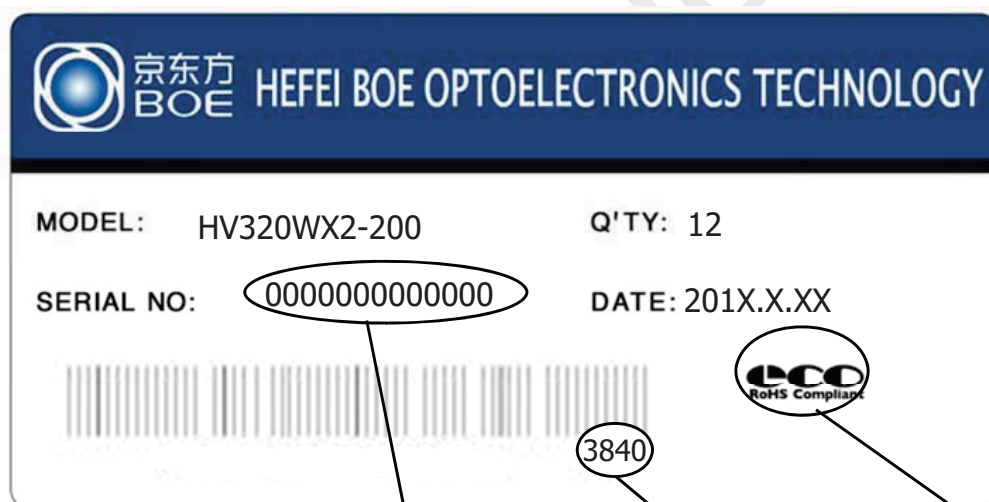 京东方
BOE
HEFEI BOE OPTOELECTRONICS TECHNOLOGY
MODEL: HV320WX2-200
Q'TY: 12
SERIAL NO: 0000000000000
DATE: 201X.X.XX
eco
RoHS Compliant
3840